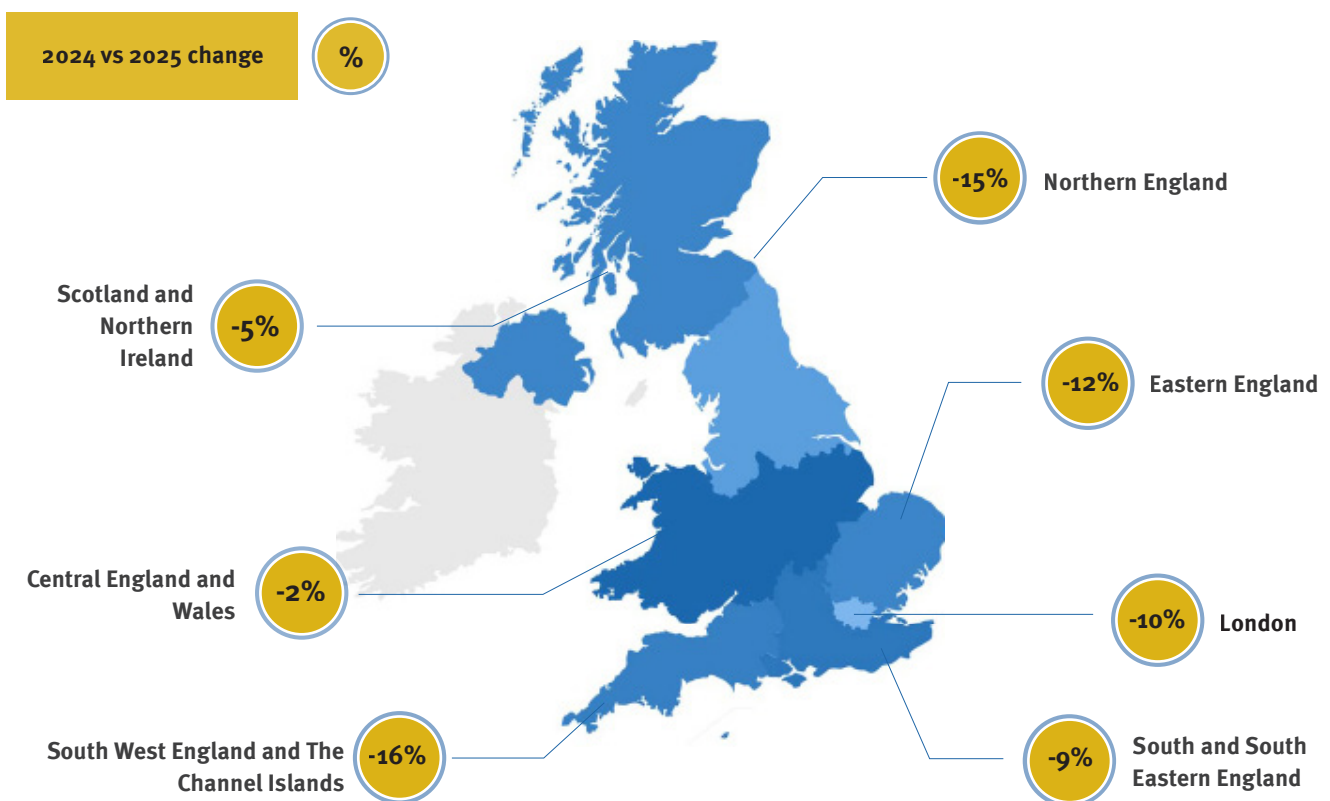 2024 vs 2025 change
%
-15%
Northern England
Scotland and
Northern
Ireland
-5%
-12%
Eastern England
Central England and
Wales
-2%
-10%
London
South West England and The
Channel Islands
-16%
-9%
South and South
Eastern England